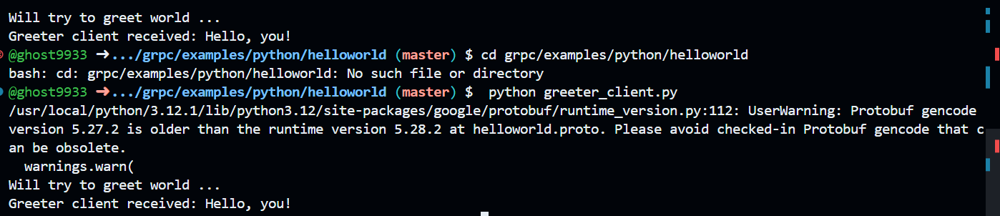 Will try to greet world ...
Greeter client received: Hello, you!
@ghost9933 ➜.../grpc/examples/python/helloworld (master) $ cd grpc/examples/python/helloworld
bash: cd: grpc/examples/python/helloworld: No such file or directory
@ghost9933 ➜.../grpc/examples/python/helloworld (master) $  python greeter_client.py
/usr/local/python/3.12.1/lib/python3.12/site-packages/google/protobuf/runtime_version.py:112: UserWarning: Protobuf gencode
version 5.27.2 is older than the runtime version 5.28.2 at helloworld.proto. Please avoid checked-in Protobuf gencode that c
an be obsolete.
  warnings.warn(
Will try to greet world ...
Greeter client received: Hello, you!